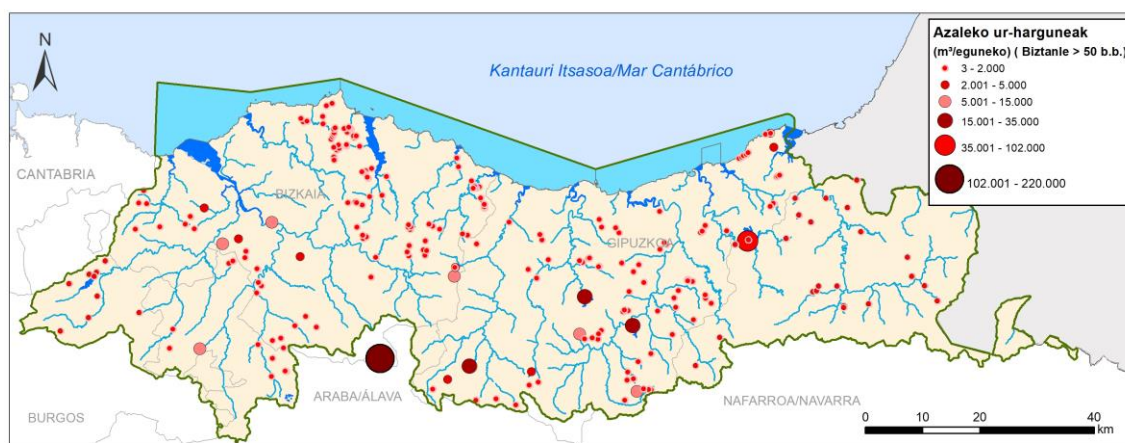 N
Kantauri Itsasoa/Mar Cantábrico
Azaleko ur-harguneak
(m³/eguneko) ( Biztanle > 50 b.b.)
3 - 2.000
2.001 - 5.000
5.001 - 15.000
15.001 - 35.000
35.001 - 102.000
102.001 - 220.000
CANTABRIA
BIZKAIA
GIPUZKOA
ARABA/ÁLAVA
BURGOS
NAFARROA/NAVARRA
0 10 20 40
km